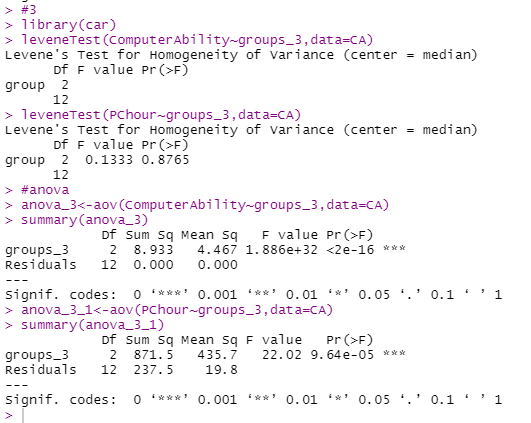 > #3
> library(car)
> leveneTest(ComputerAbility~groups_3,data=CA)
Levene's Test for Homogeneity of Variance (center = median)
      Df F value Pr(>F)
group  2
      12
> leveneTest(PChour~groups_3,data=CA)
Levene's Test for Homogeneity of Variance (center = median)
      Df F value Pr(>F)
group  2  0.1333 0.8765
      12
> #anova
> anova_3<-aov(ComputerAbility~groups_3,data=CA)
> summary(anova_3)
            Df Sum Sq Mean Sq   F value Pr(>F)
groups_3     2  8.933   4.467 1.886e+32 <2e-16 ***
Residuals   12  0.000   0.000
---
Signif. codes:  0 ‘***’ 0.001 ‘**’ 0.01 ‘*’ 0.05 ‘.’ 0.1 ‘ ’ 1
> anova_3_1<-aov(PChour~groups_3,data=CA)
> summary(anova_3_1)
            Df Sum Sq Mean Sq F value   Pr(>F)
groups_3     2  871.5   435.7   22.02 9.64e-05 ***
Residuals   12  237.5    19.8
---
Signif. codes:  0 ‘***’ 0.001 ‘**’ 0.01 ‘*’ 0.05 ‘.’ 0.1 ‘ ’ 1
>